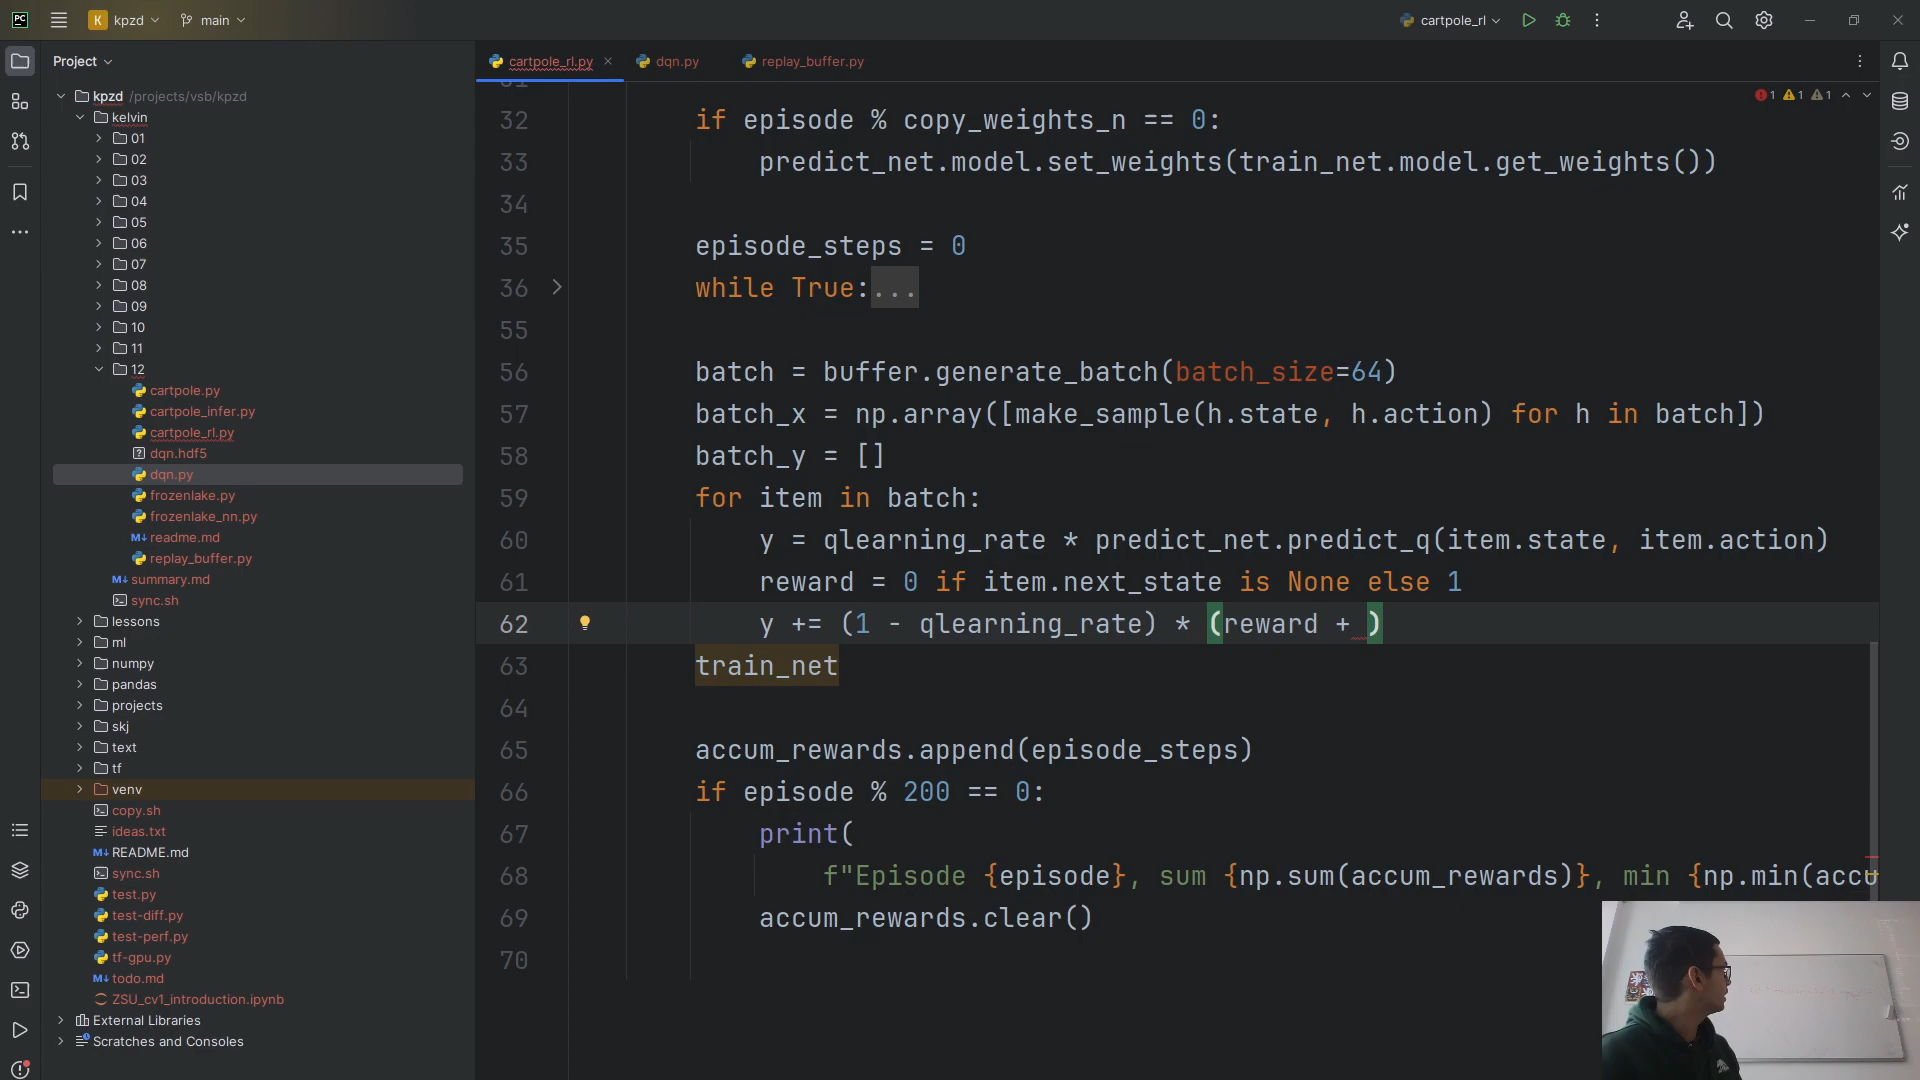 PC
K
kpzd
main
cartpole_rl
Project
cartpole_rl.py
dqn.py
replay_buffer.py
kpzd /projects/vsb/kpzd
kelvin
01
02
03
04
05
06
07
08
09
10
11
12
cartpole.py
cartpole_infer.py
cartpole_rl.py
dqn.hdf5
dqn.py
frozenlake.py
frozenlake_nn.py
M↓ readme.md
replay_buffer.py
M↓ summary.md
sync.sh
lessons
ml
numpy
pandas
projects
skj
text
tf
venv
copy.sh
ideas.txt
M↓ README.md
sync.sh
test.py
test-diff.py
test-perf.py
tf-gpu.py
M↓ todo.md
ZSU_cv1_introduction.ipynb
External Libraries
Scratches and Consoles
1 1 1
32 if episode % copy_weights_n == 0:
33 predict_net.model.set_weights(train_net.model.get_weights())
34
35 episode_steps = 0
36 while True:...
55
56 batch = buffer.generate_batch(batch_size=64)
57 batch_x = np.array([make_sample(h.state, h.action) for h in batch])
58 batch_y = []
59 for item in batch:
60 y = qlearning_rate * predict_net.predict_q(item.state, item.action)
61 reward = 0 if item.next_state is None else 1
62 y += (1 - qlearning_rate) * (reward + )
63 train_net
64
65 accum_rewards.append(episode_steps)
66 if episode % 200 == 0:
67 print(
68 f"Episode {episode}, sum {np.sum(accum_rewards)}, min {np.min(accu
69 accum_rewards.clear()
70